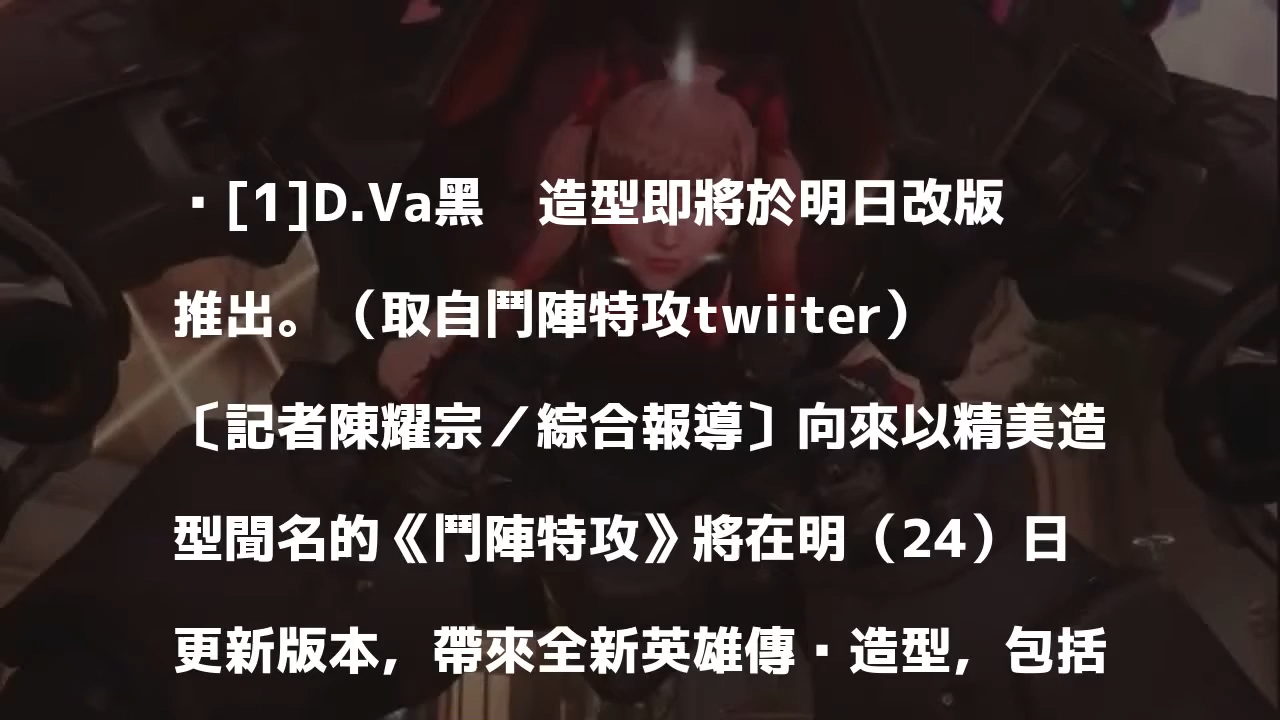 ▪[1]D.Va黑　造型即將於明日改版
推出。（取自鬥陣特攻twiiter）
〔記者陳耀宗／綜合報導〕向來以精美造
型聞名的《鬥陣特攻》將在明（24）日
更新版本，帶來全新英雄傳▪造型，包括